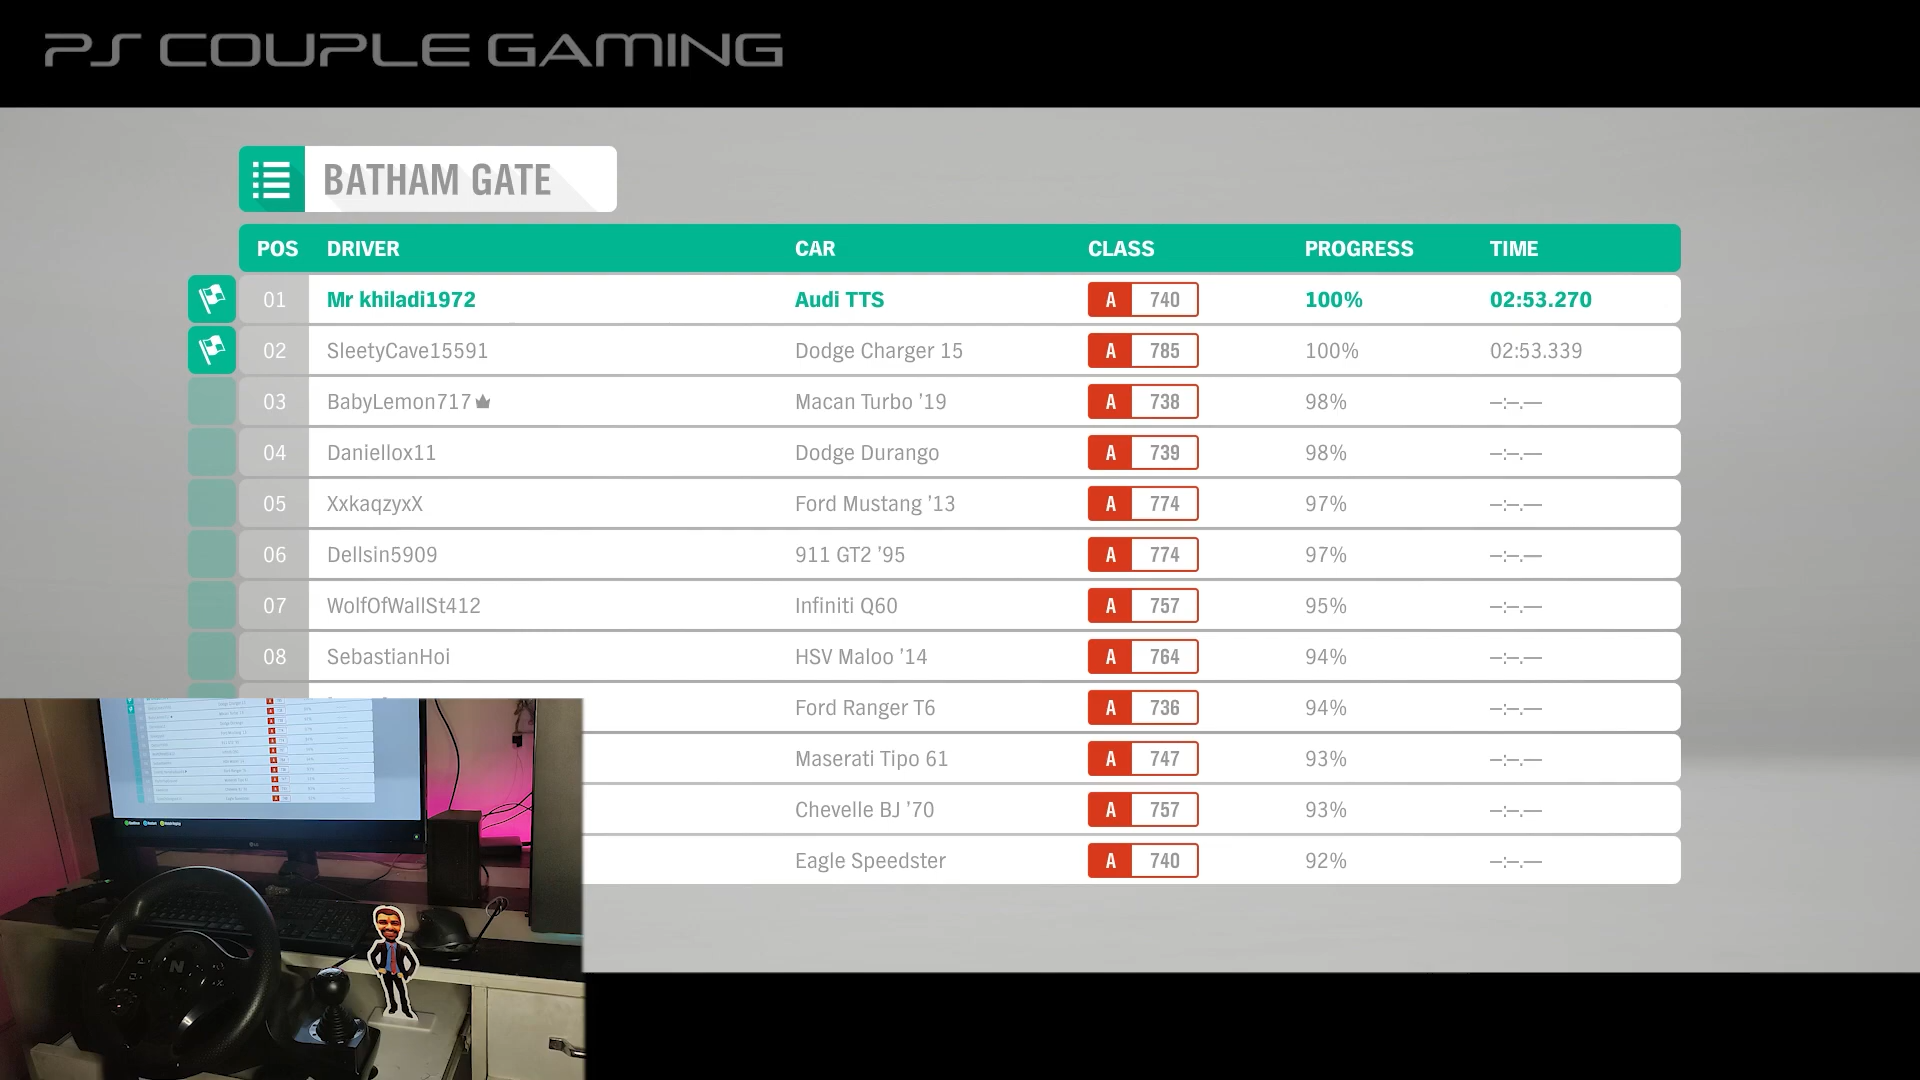 PS COUPLE GAMING
BATHAM GATE
POS DRIVER CAR CLASS PROGRESS TIME
01 Mr khiladi1972 Audi TTS A 740 100% 02:53.270
02 SleetyCave15591 Dodge Charger 15 A 785 100% 02:53.339
03 BabyLemon717 Macan Turbo ’19 A 738 98% --:--.---
04 Daniellox11 Dodge Durango A 739 98% --:--.---
05 XxkaqzyxX Ford Mustang ’13 A 774 97% --:--.---
06 Dellsin5909 911 GT2 ’95 A 774 97% --:--.---
07 WolfOfWallSt412 Infiniti Q60 A 757 95% --:--.---
08 SebastianHoi HSV Maloo ’14 A 764 94% --:--.---
Ford Ranger T6 A 736 94% --:--.---
Maserati Tipo 61 A 747 93% --:--.---
Chevelle BJ ’70 A 757 93% --:--.---
Eagle Speedster A 740 92% --:--.---
LG
N